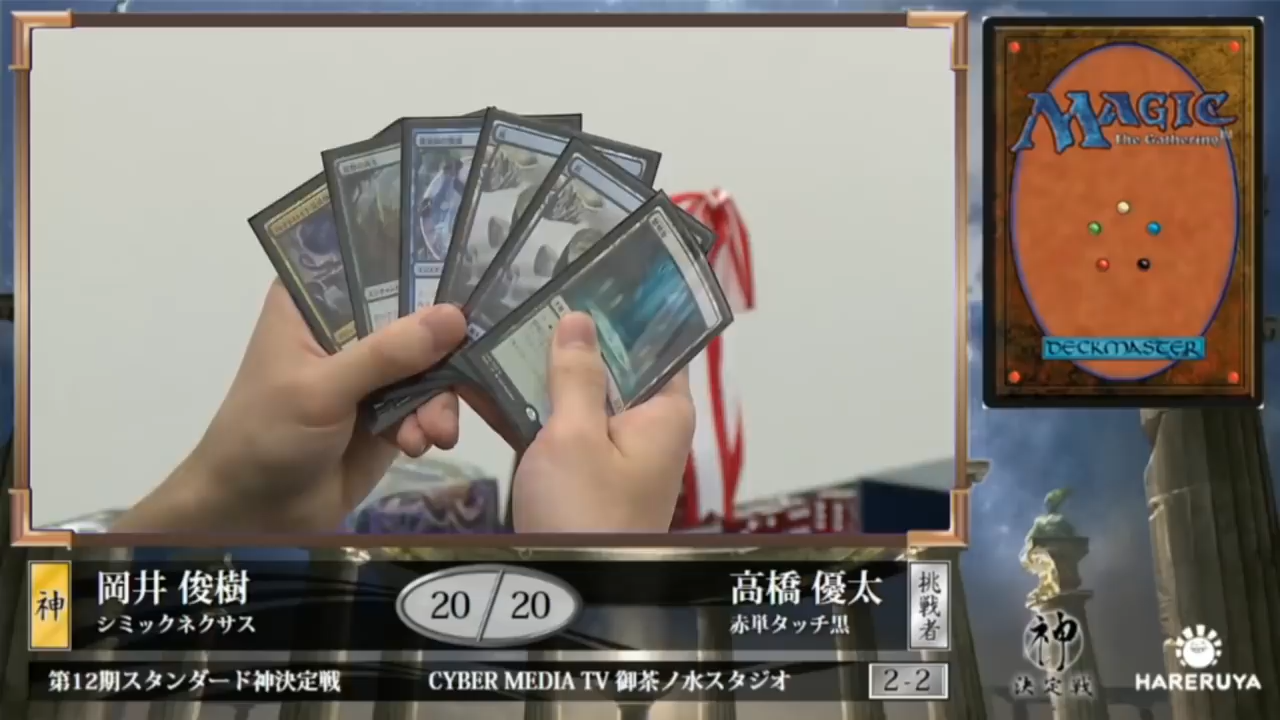 MAGIC
The Gathering
DECKMASTER
神
岡井 俊樹
シミックネクサス
20/20
高橋 優太
赤単タッチ黒
挑戦者
第12期スタンダード神決定戦
CYBER MEDIA TV 御茶ノ水スタジオ
2-2
神
決定戦
HARERUYA